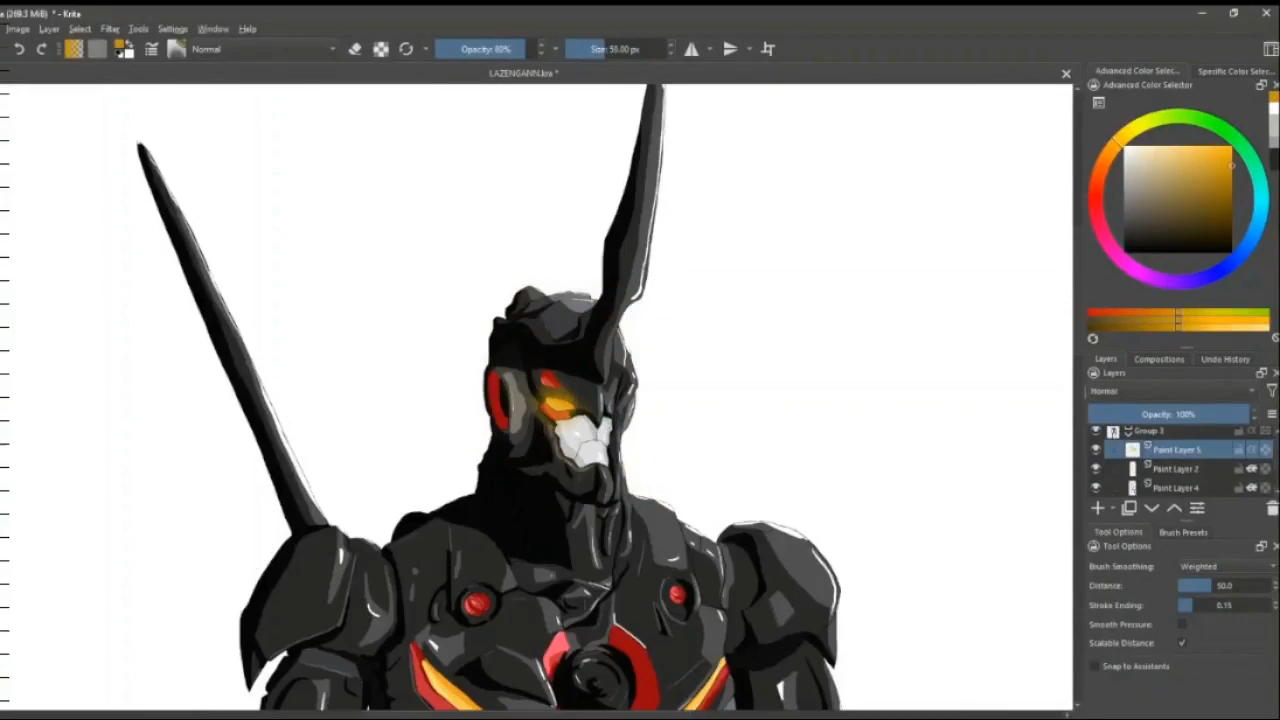 (269.3 MiB) * - Krita
Image Layer Select Filter Tools Settings Window Help
Normal Opacity: 80% Size: 58.00 px
LAZENGANN.kra *
Advanced Color Selec... Specific Color Selec...
Advanced Color Selector
Layers Compositions Undo History
Layers
Normal
Opacity: 100%
Group 3
Paint Layer 5
Paint Layer 2
Paint Layer 4
Tool Options Brush Presets
Tool Options
Brush Smoothing: Weighted
Distance: 50.0
Stroke Ending: 0.15
Smooth Pressure:
Scalable Distance:
Snap to Assistants